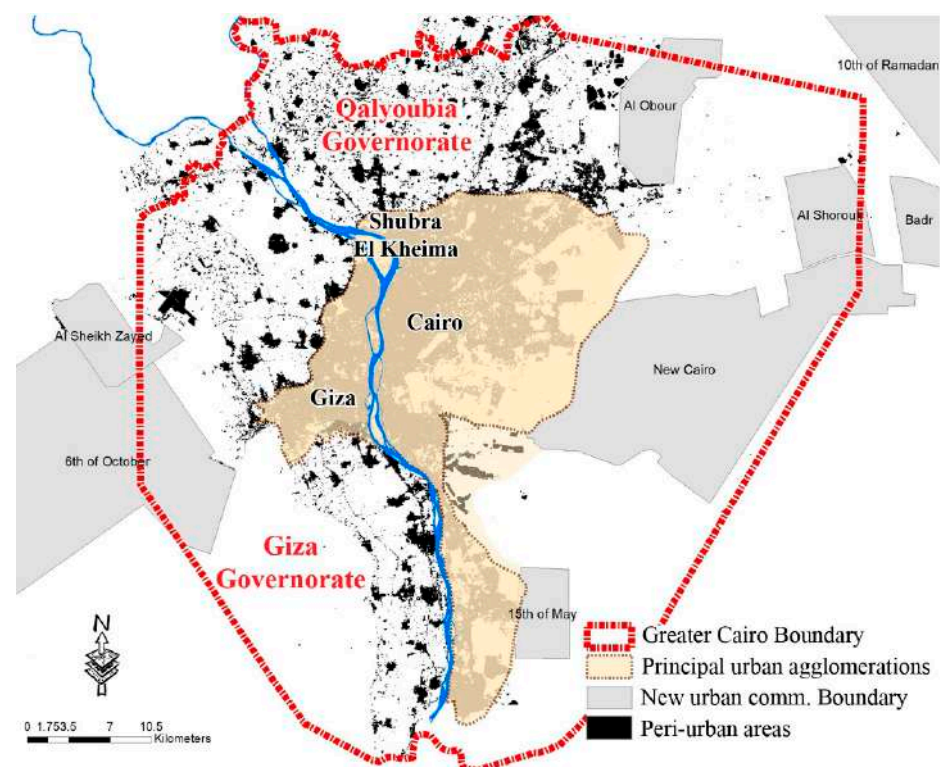 10th of Ramadan
Al Obour
Qalyoubia
Governorate
Shubra
El Kheima
Al Shorouk
Badr
Cairo
Al Sheikh Zayed
New Cairo
Giza
6th of October
Giza
Governorate
15th of May
N
Greater Cairo Boundary
Principal urban agglomerations
New urban comm. Boundary
Peri-urban areas
0 1.753.5 7 10.5
Kilometers